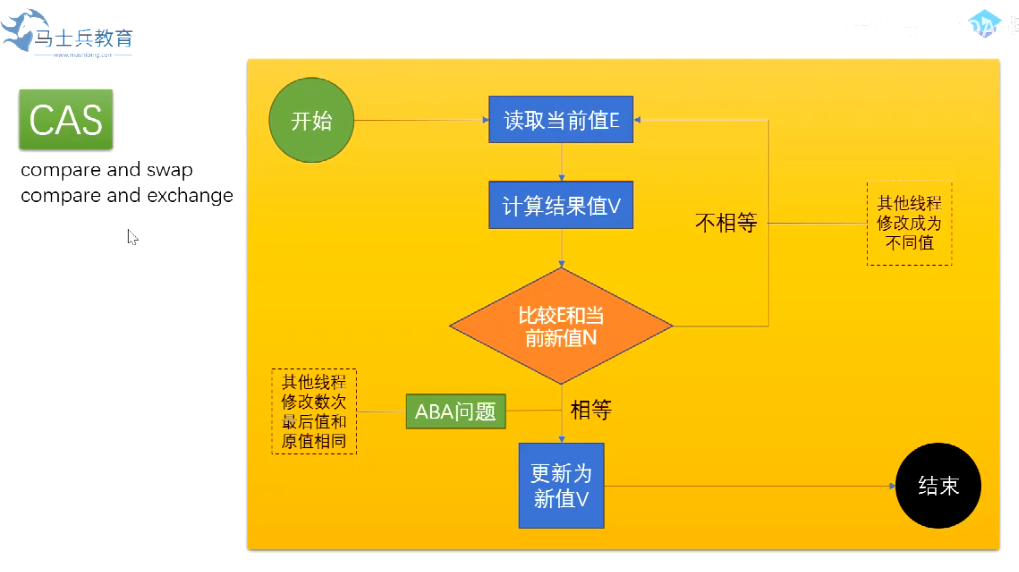 马士兵教育
www.mashibing.com
CAS
compare and swap
compare and exchange
开始
读取当前值E
计算结果值V
不相等
其他线程
修改成为
不同值
比较E和当
前新值N
其他线程
修改数次
最后值和
原值相同
ABA问题
相等
更新为
新值V
结束